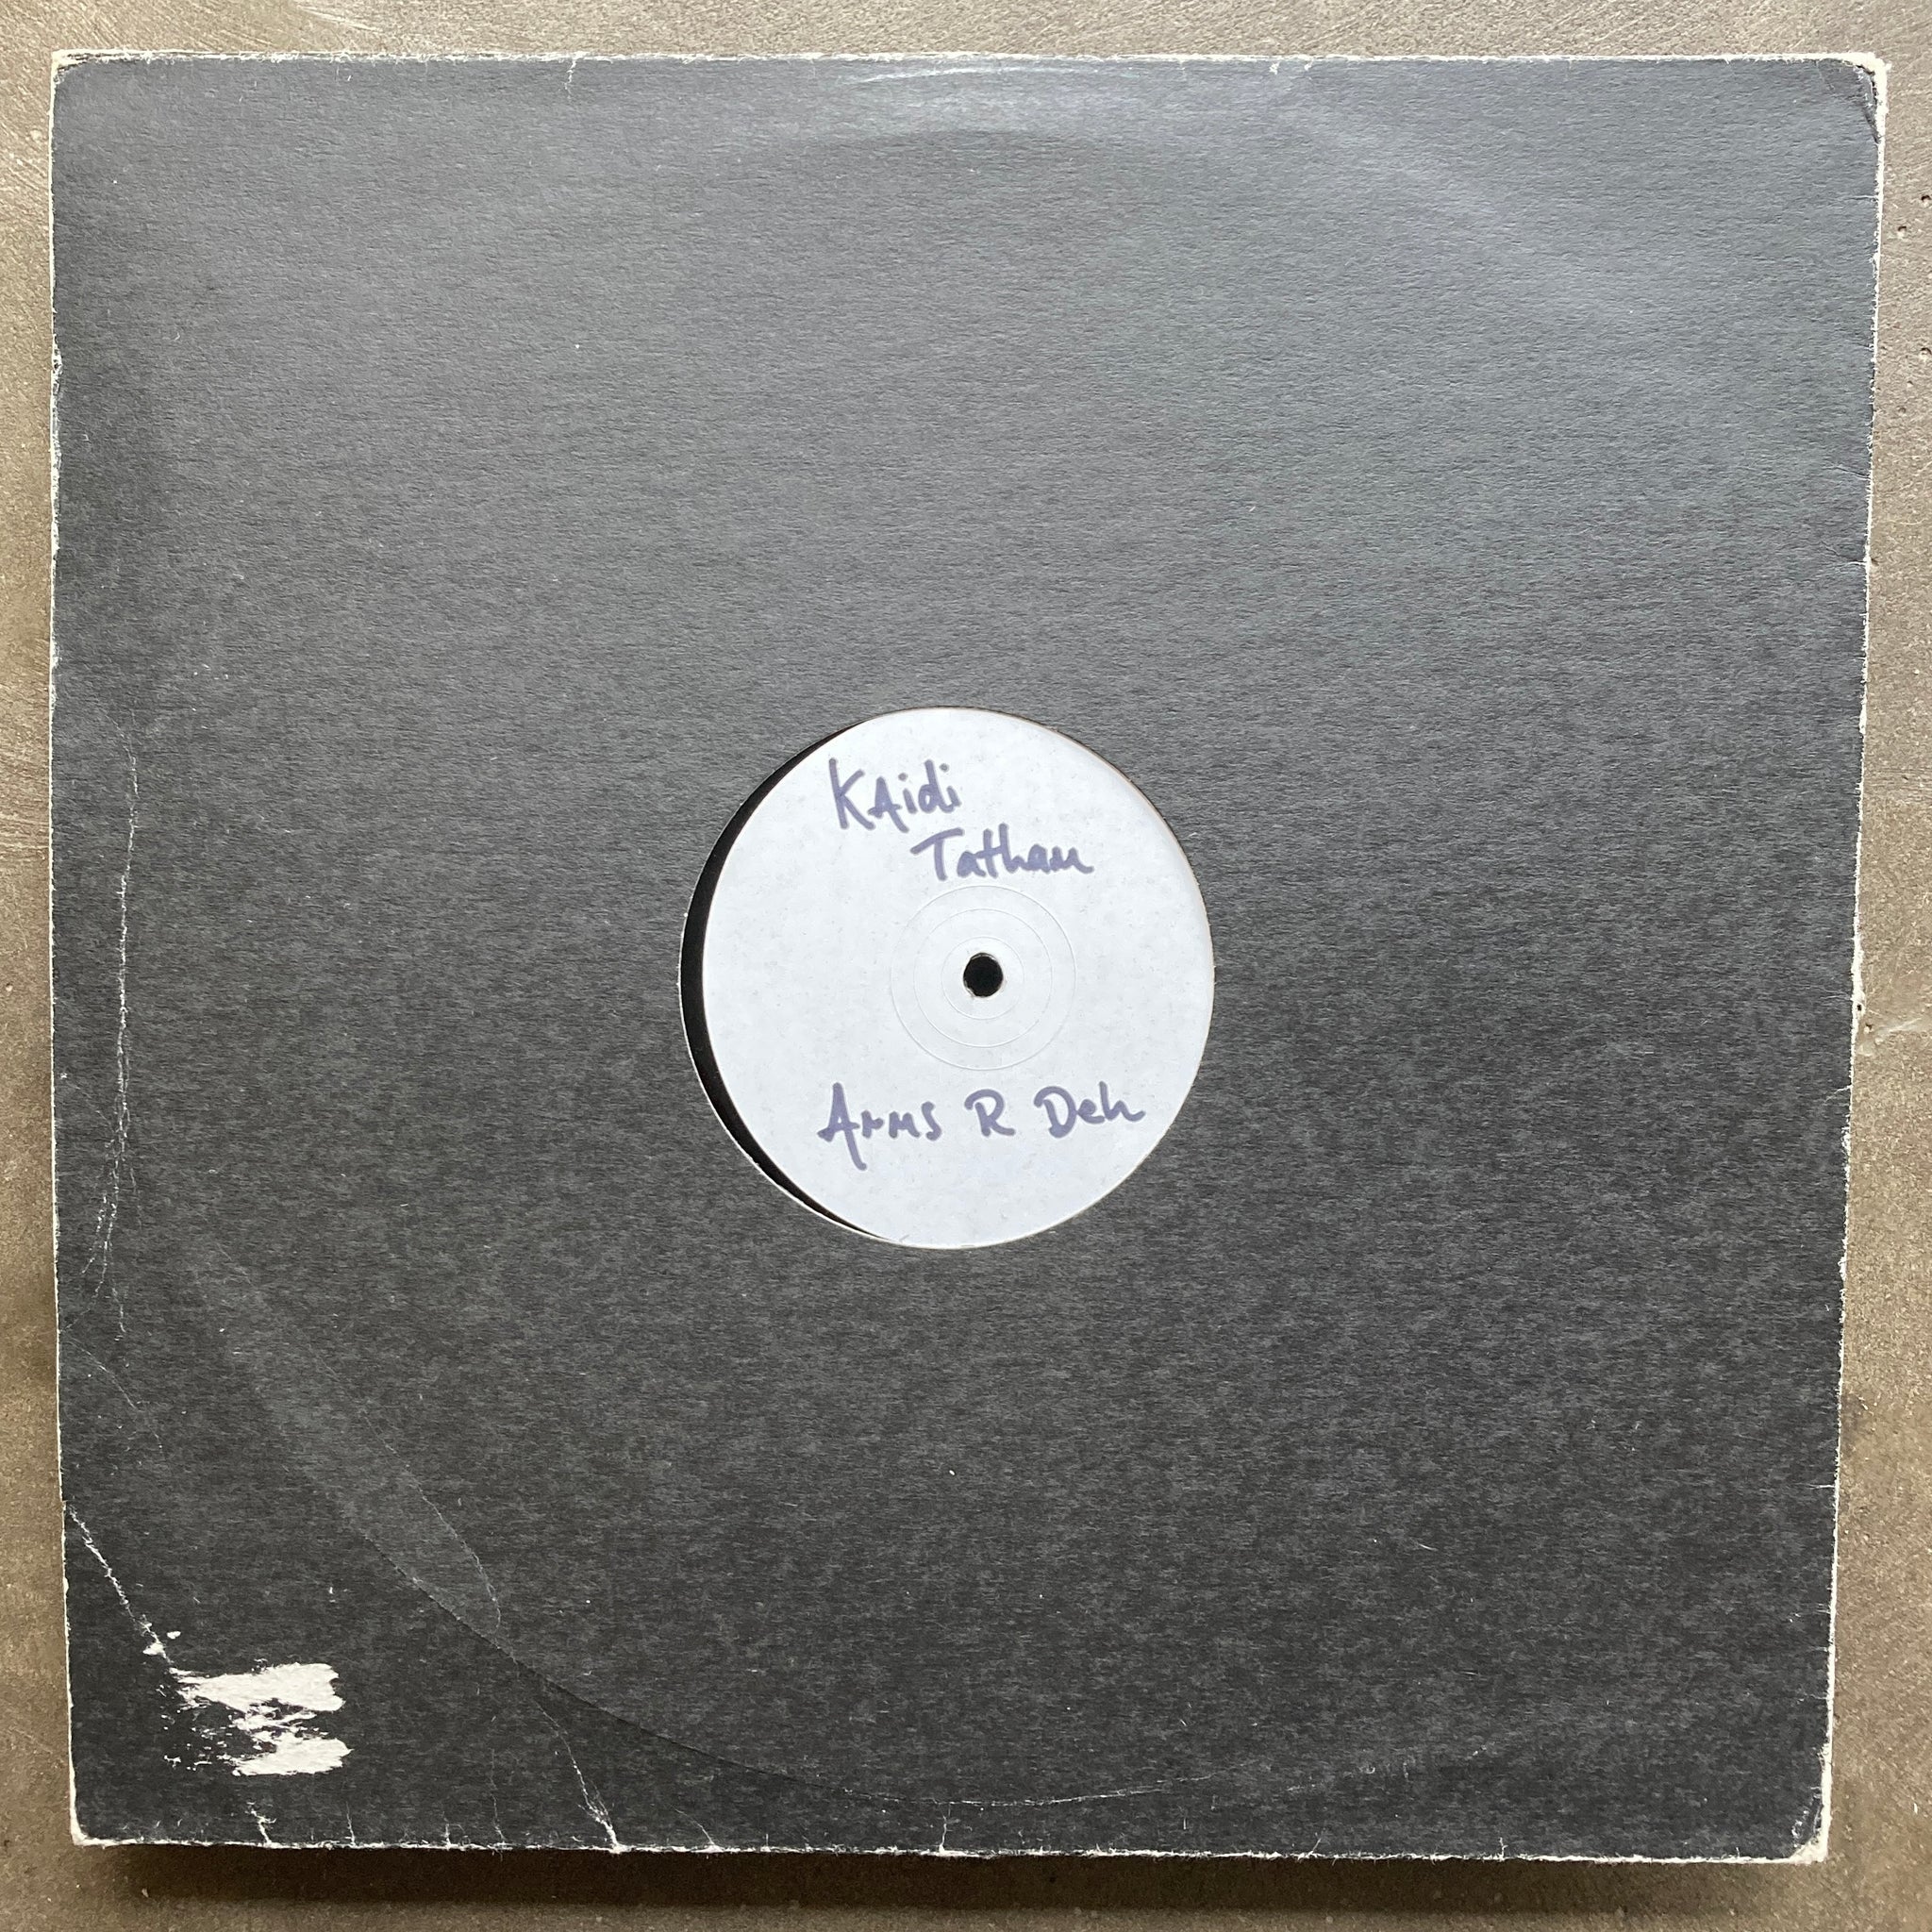 KAidi
Tatham
Arms R Deh